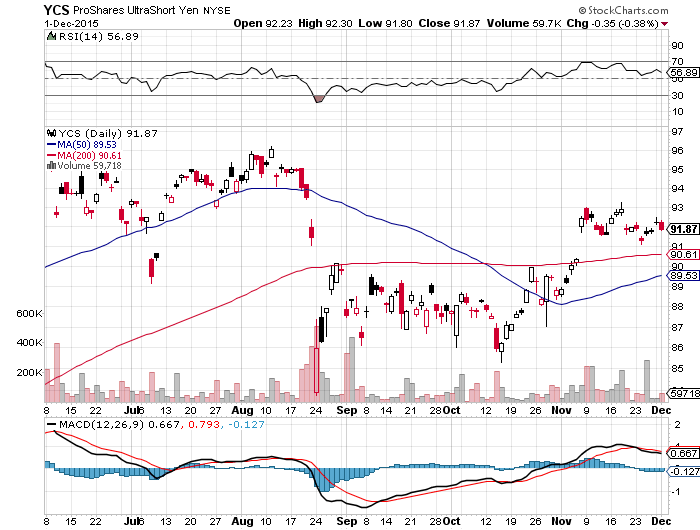 YCS ProShares UltraShort Yen NYSE © StockCharts.com
1-Dec-2015 Open 92.23 High 92.30 Low 91.80 Close 91.87 Volume 59.7K Chg -0.35 (-0.38%)
RSI(14) 56.89
90
70
56.89
50
30
10
YCS (Daily) 91.87
MA(50) 89.53
MA(200) 90.61
Volume 59,718
97
96
95
94
93
92
91.87
91
90.61
90
89.53
89
88
87
86
85
84
59718
600K
400K
200K
8 15 22 Jul6 13 20 27 Aug 10 17 24 Sep 8 14 21 28 Oct 12 19 26 Nov 9 16 23 Dec
MACD(12,26,9) 0.667, 0.793, -0.127
2
1
0.667
-0.127
-1
8 15 22 Jul6 13 20 27 Aug 10 17 24 Sep 8 14 21 28 Oct 12 19 26 Nov 9 16 23 Dec